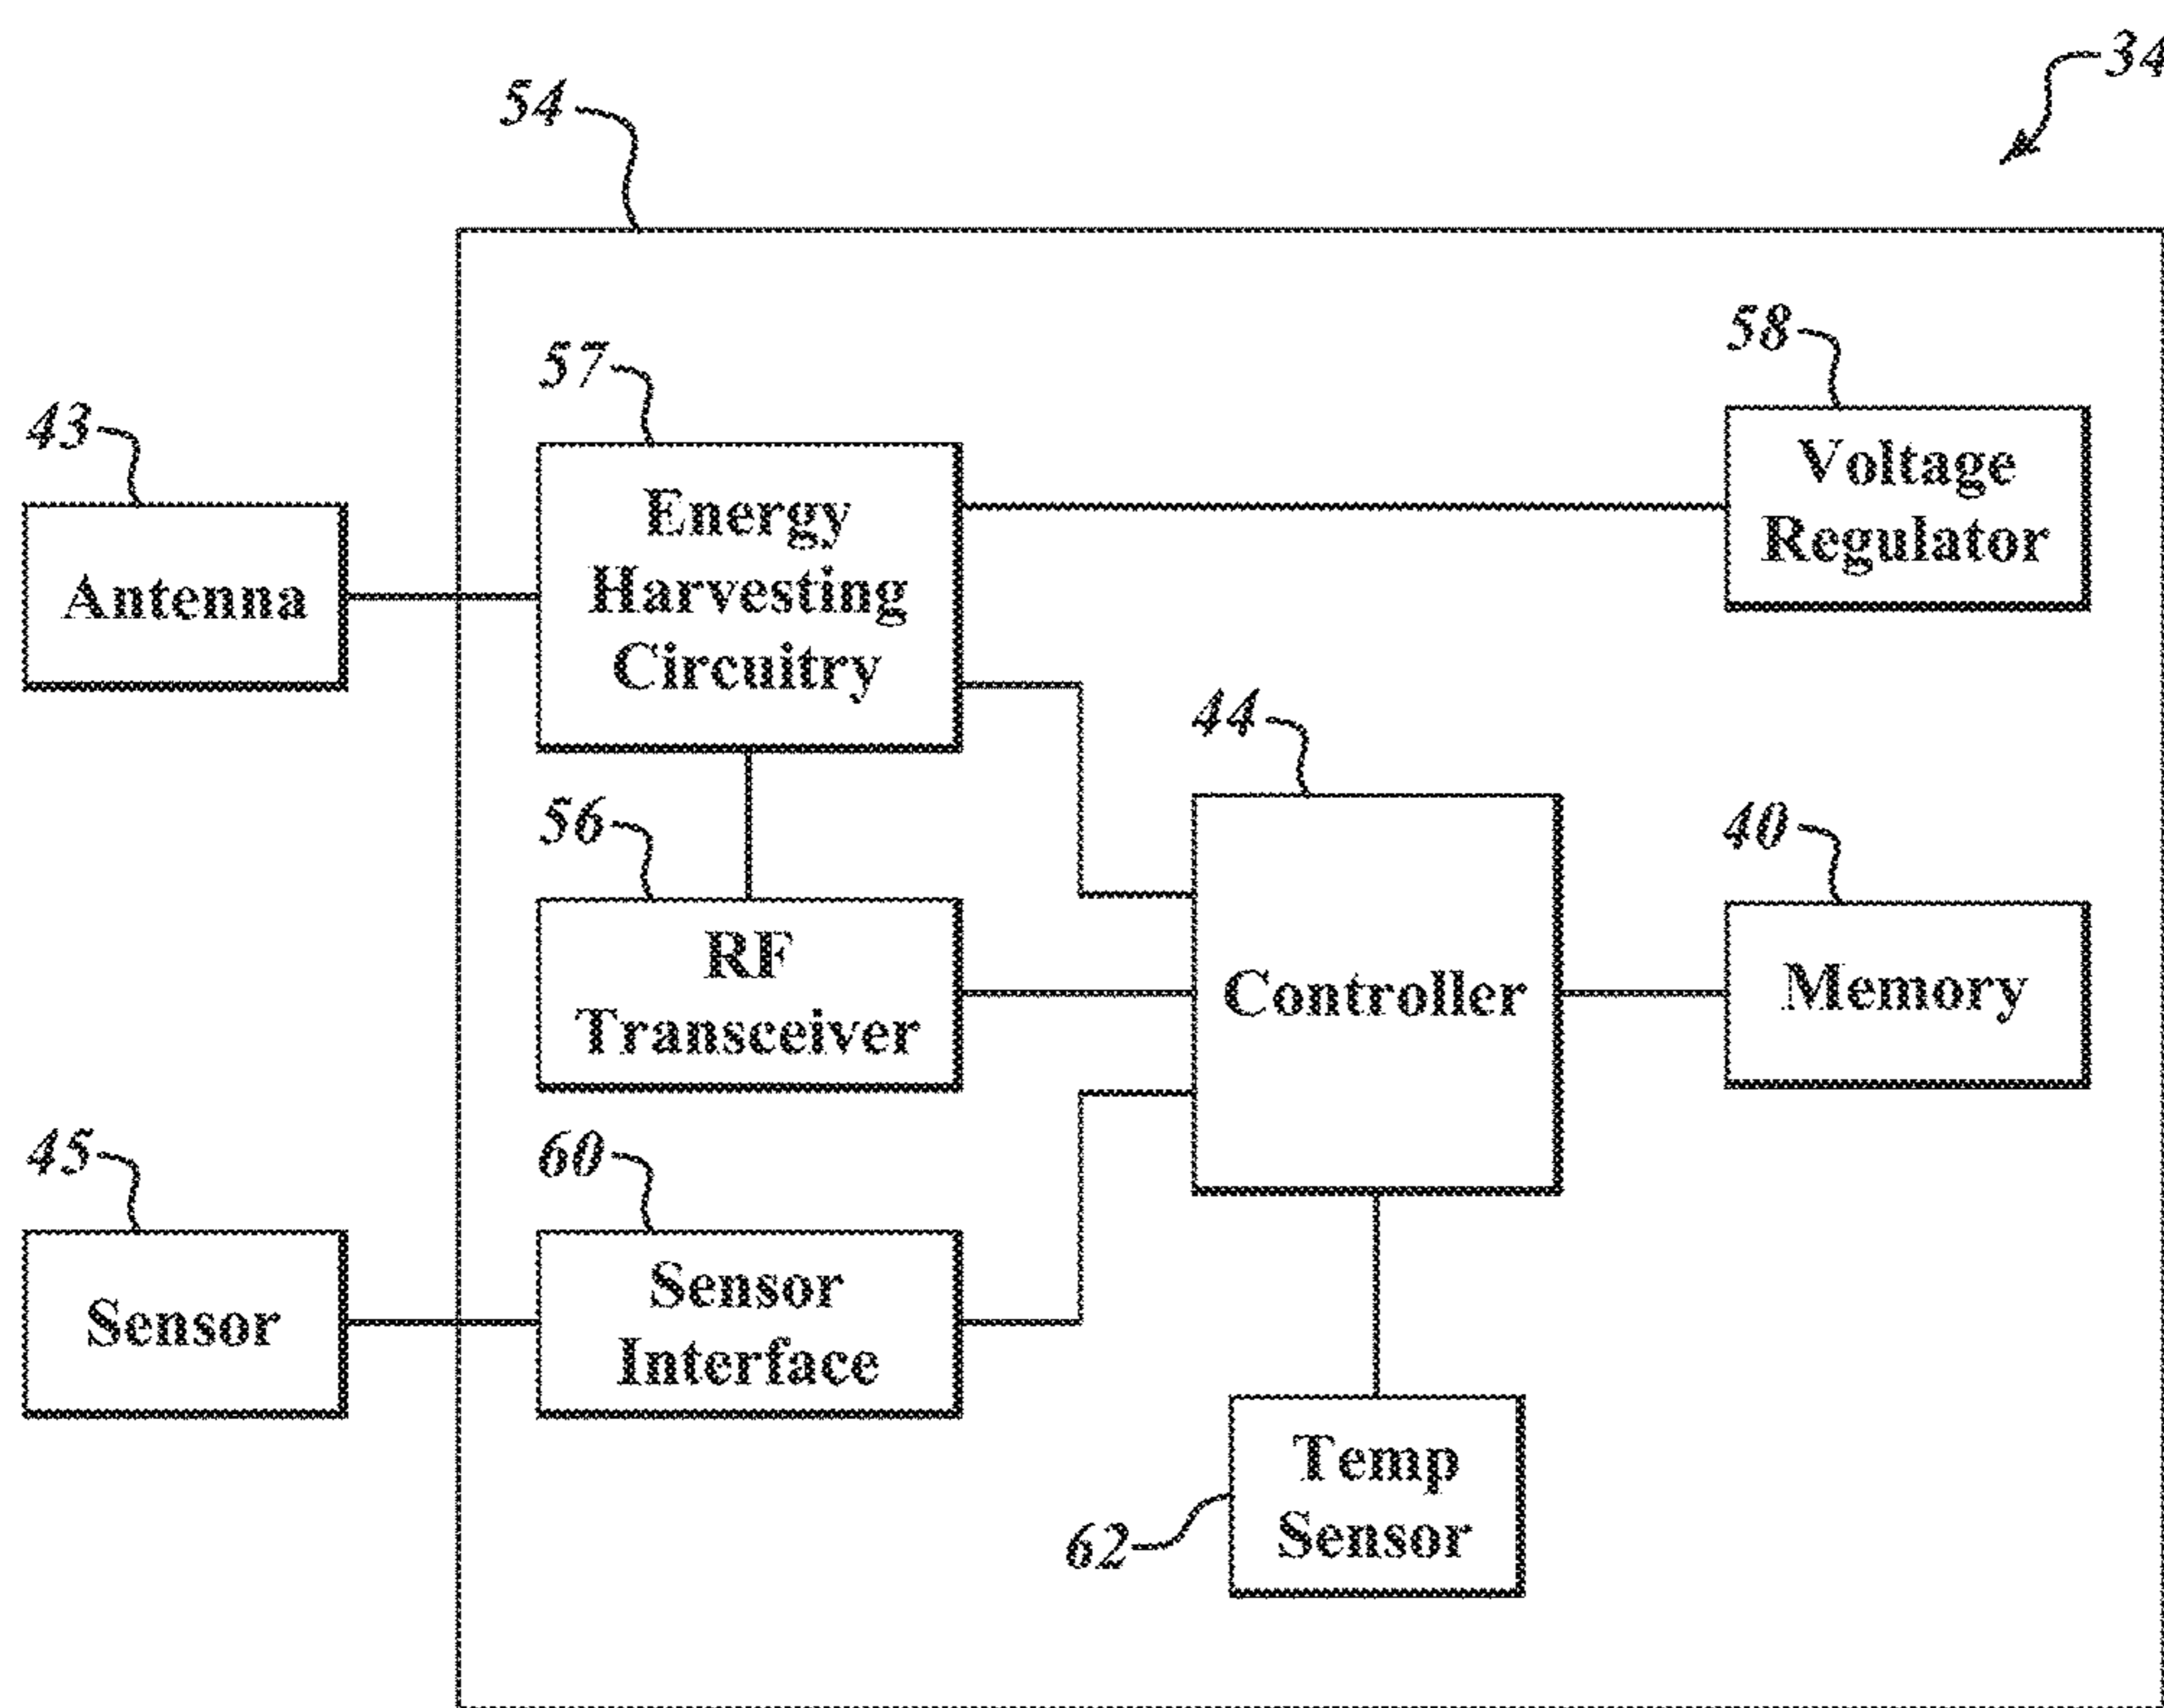 34
54
58
57
43
Voltage
Regulator
Energy
Harvesting
Circuitry
Antenna
44
56
40
RF
Transceiver
Controller
Memory
45
60
Sensor
Sensor
Interface
Temp
Sensor
62